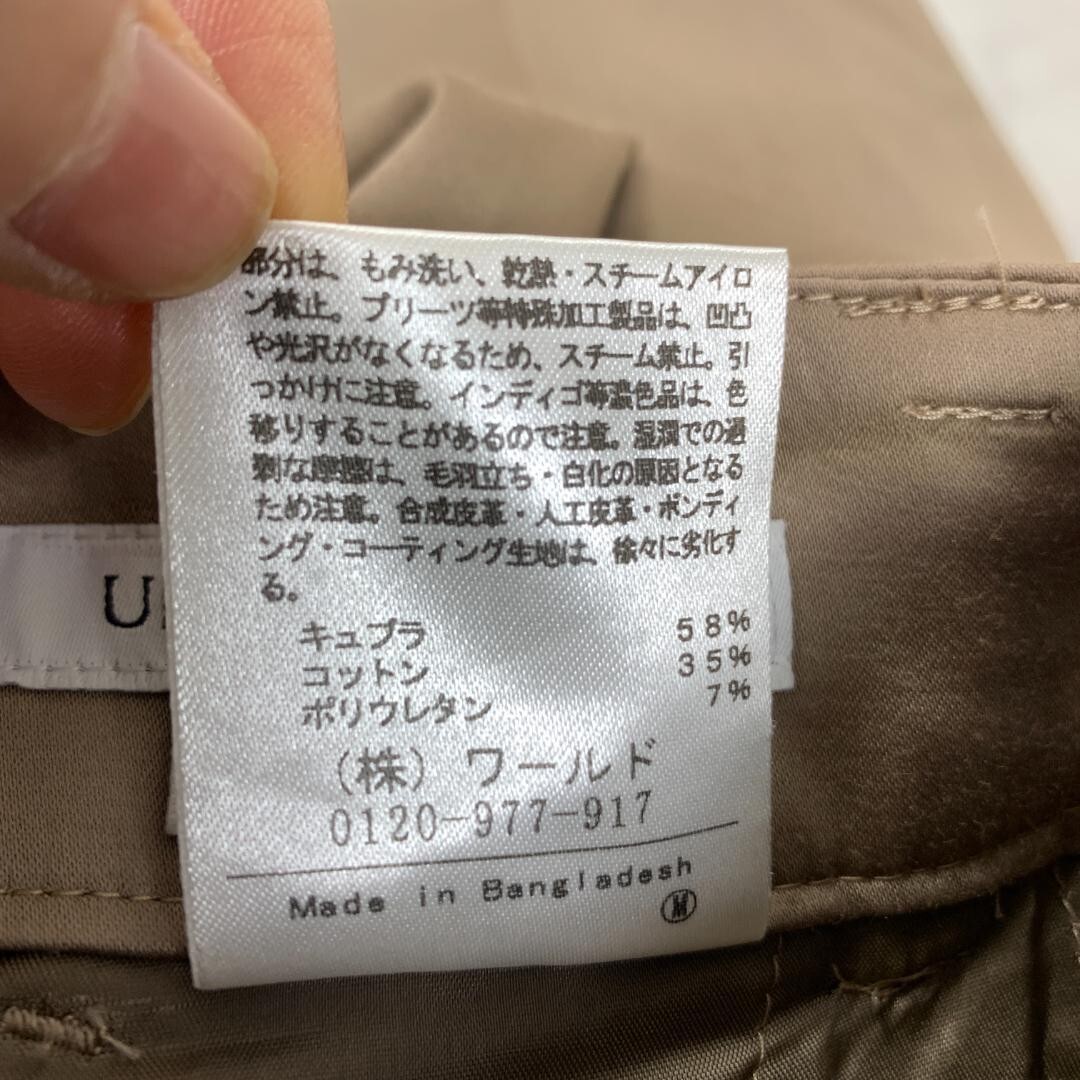 部分は、もみ洗い、乾熱・スチームアイロ
ン禁止。プリーツ等特殊加工製品は、凹凸
や光沢がなくなるため、スチーム禁止。引
っかけに注意。インディゴ等濃色品は、色
移りすることがあるので注意。湿潤での過
剰な摩擦は、毛羽立ち・白化の原因となる
ため注意。合成皮革・人工皮革・ボンディ
ング・コーティング生地は、徐々に劣化す
る。
キュプラ 58%
コットン 35%
ポリウレタン 7%
(株) ワールド
0120-977-917
Made in Bangladesh
M
U